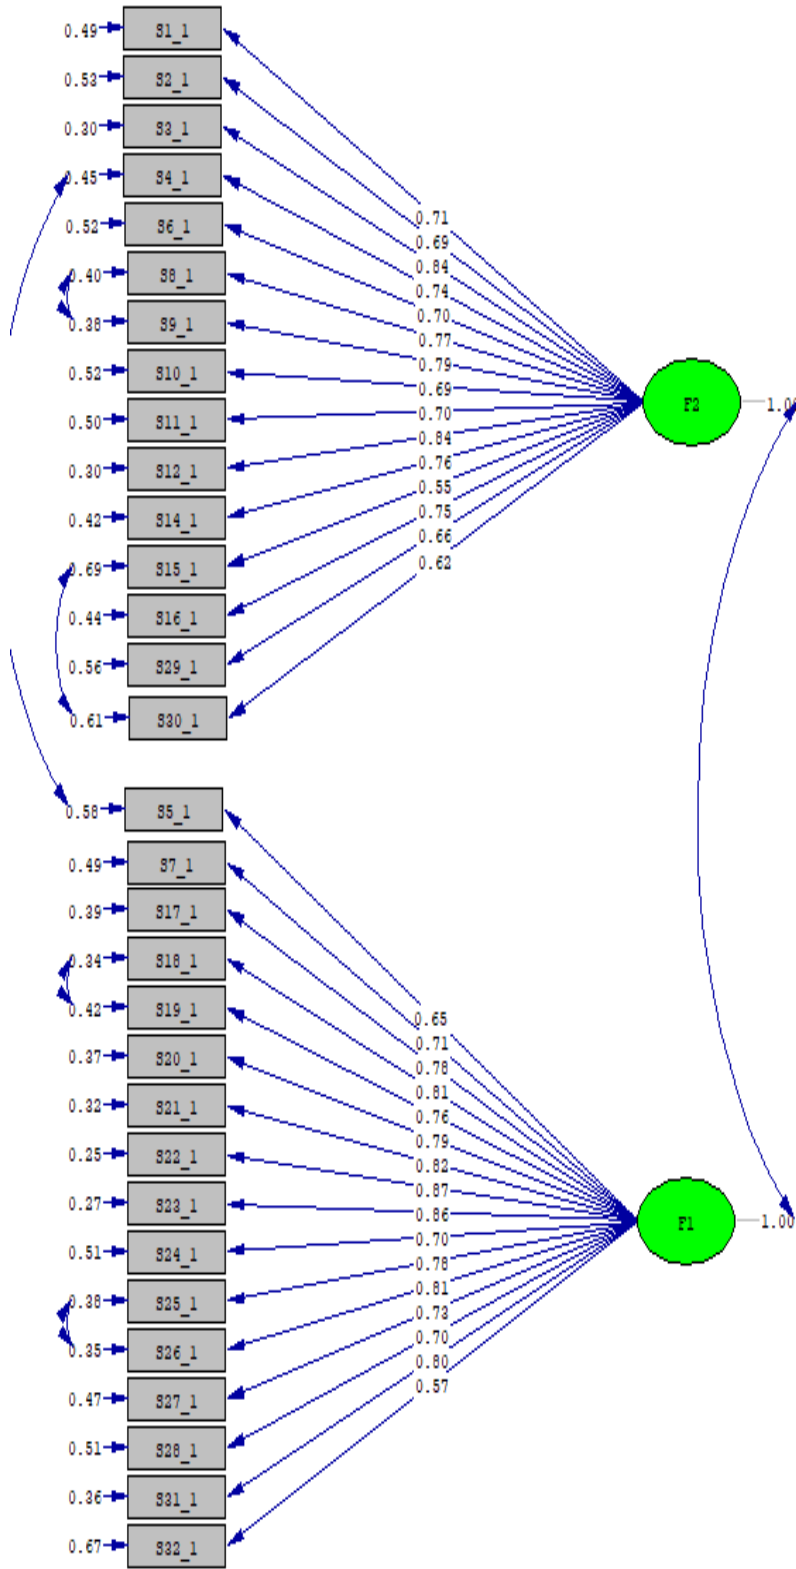 0.49 S1_1
0.53 S2_1
0.30 S3_1
0.45 S4_1
0.52 S6_1
0.40 S8_1
0.38 S9_1
0.52 S10_1
0.50 S11_1
0.30 S12_1
0.42 S14_1
0.69 S15_1
0.44 S16_1
0.56 S29_1
0.61 S30_1
0.71
0.69
0.84
0.74
0.70
0.77
0.79
0.69
0.70
0.84
0.76
0.55
0.75
0.66
0.62
F2 1.00
0.58 S5_1
0.49 S7_1
0.39 S17_1
0.34 S18_1
0.42 S19_1
0.37 S20_1
0.32 S21_1
0.25 S22_1
0.27 S23_1
0.51 S24_1
0.38 S25_1
0.35 S26_1
0.47 S27_1
0.51 S28_1
0.36 S31_1
0.67 S32_1
0.65
0.71
0.78
0.81
0.76
0.79
0.82
0.87
0.86
0.70
0.78
0.81
0.73
0.70
0.80
0.57
F1 1.00